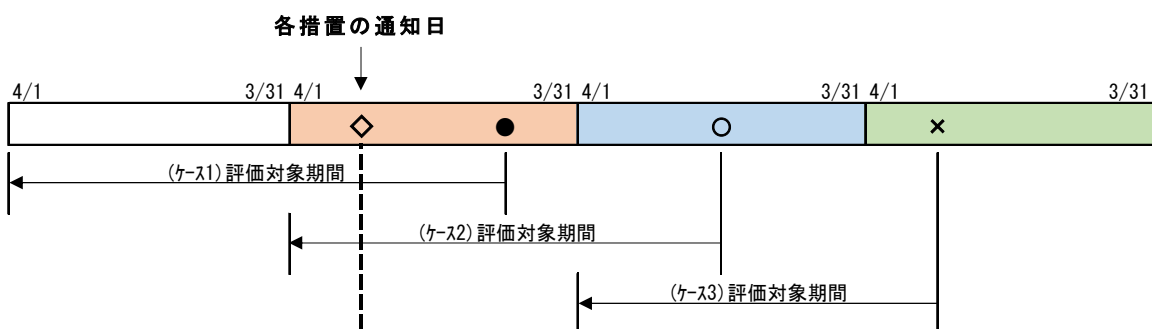 各措置の通知日
4/1 3/31 4/1 3/31 4/1 3/31 4/1 3/31
(ｹｰｽ1)評価対象期間
(ｹｰｽ2)評価対象期間
(ｹｰｽ3)評価対象期間